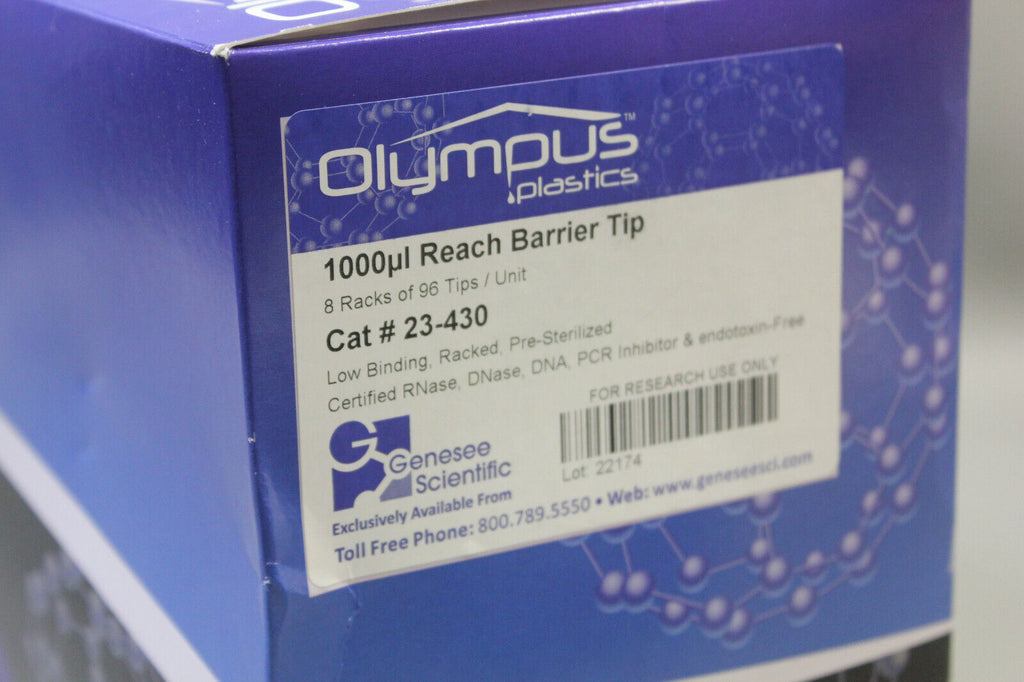 Olympus™
plastics
1000µl Reach Barrier Tip
8 Racks of 96 Tips / Unit
Cat # 23-430
Low Binding, Racked, Pre-Sterilized
Certified RNase, DNase, DNA, PCR Inhibitor & endotoxin-Free
FOR RESEARCH USE ONLY
Lot: 22174
Genesee
Scientific
Exclusively Available From
Toll Free Phone: 800.789.5550 • Web: www.geneseesci.com